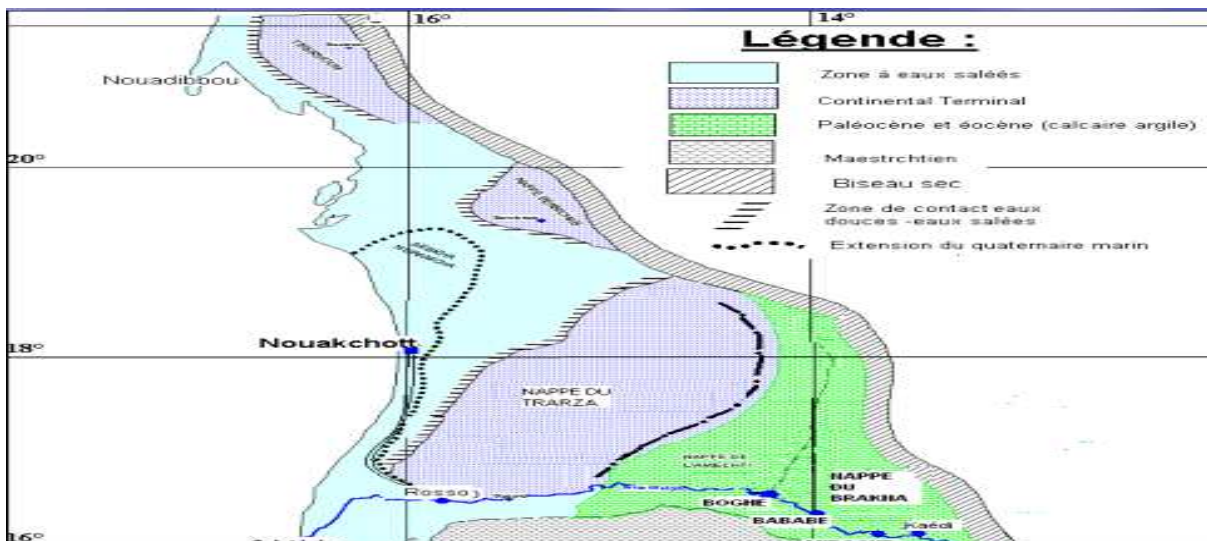 16°
14°
Légende :
Nouadibbou
Zone à eaux salées
Continental Terminal
Paléocène et éocène (calcaire argile)
20°
Maestrchtien
Biseau sec
Zone de contact eaux
douces -eaux salées
Extension du quaternaire marin
Nouakchott
18°
NAPPE DU
TRARZA
NAPPE DE
NAPPE
DU
BRAKNA
Rosso
BOGHE
BABABE
Kaédi
16°